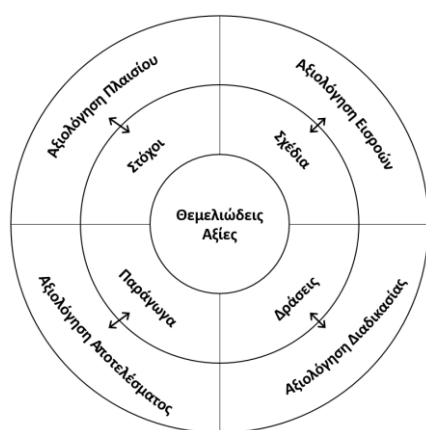 Αξιολόγηση Πλαισίου
Αξιολόγηση Εισροών
Στόχοι
Σχέδια
Θεμελιώδεις
Αξίες
Παράγωγα
Δράσεις
Αξιολόγηση Αποτελέσματος
Αξιολόγηση Διαδικασίας